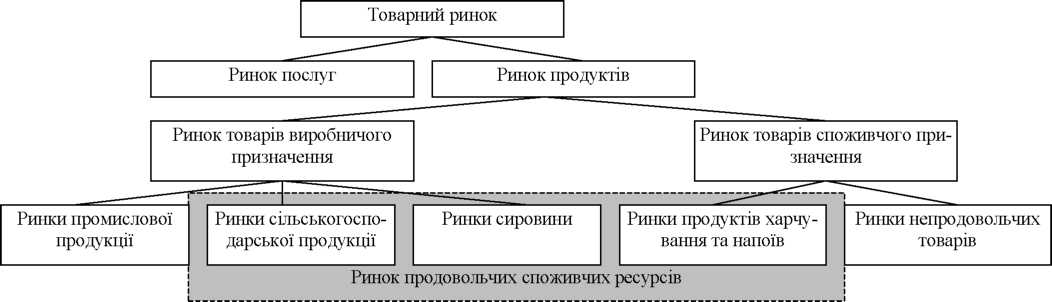 Товарний ринок
Ринок послуг
Ринок продуктів
Ринок товарів виробничого
призначення
Ринок товарів споживчого при-
значення
Ринки промислової
продукції
Ринки сільськогоспо-
дарської продукції
Ринки сировини
Ринки продуктів харчу-
вання та напоїв
Ринки непродовольчих
товарів
Ринок продовольчих споживчих ресурсів